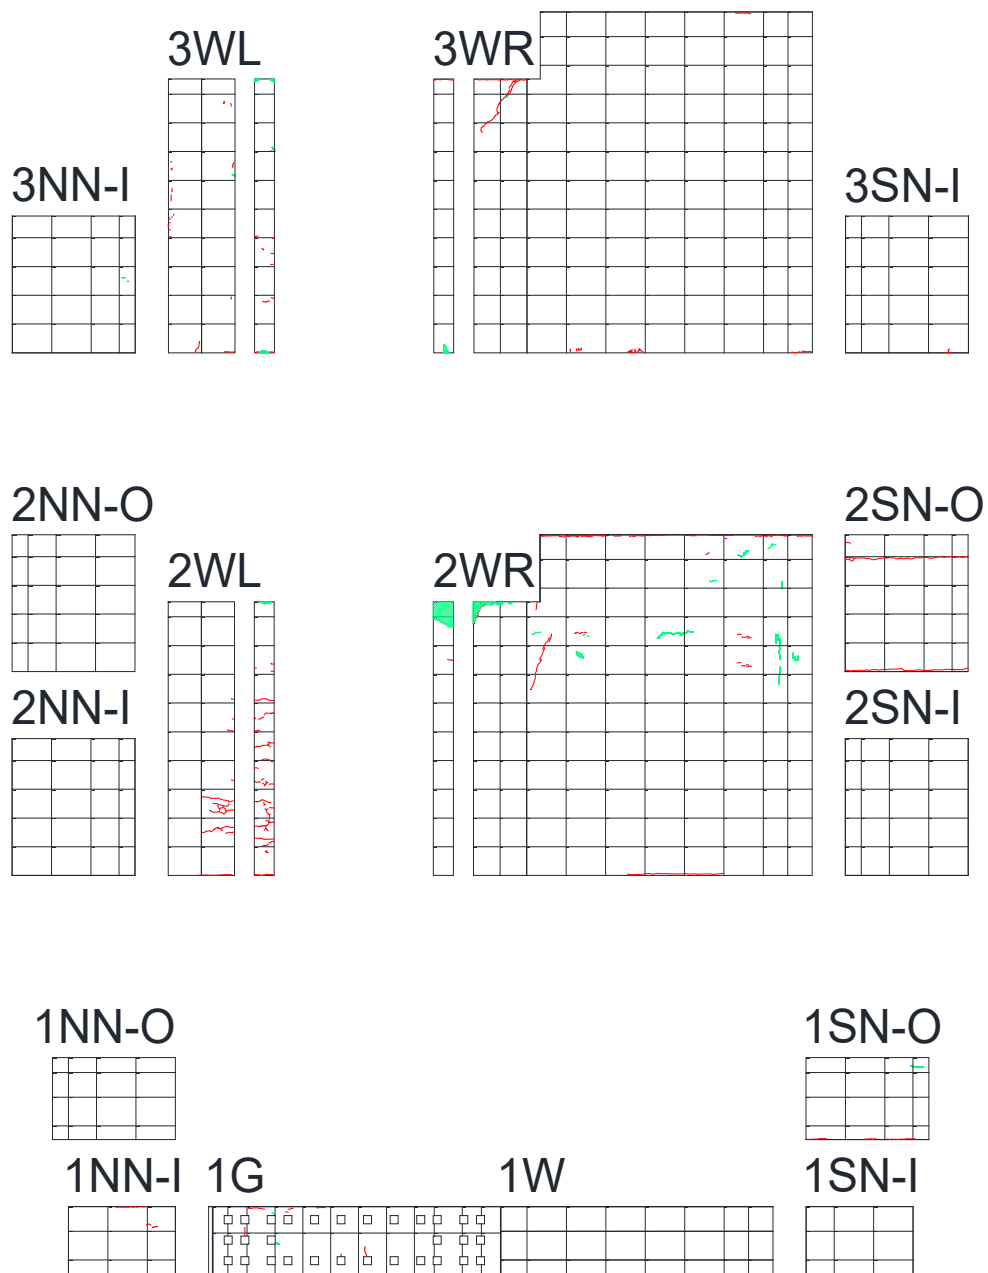 3WL
3WR
3NN-I
3SN-I
2NN-O
2SN-O
2WL
2WR
2NN-I
2SN-I
1NN-O
1SN-O
1NN-I
1G
1W
1SN-I